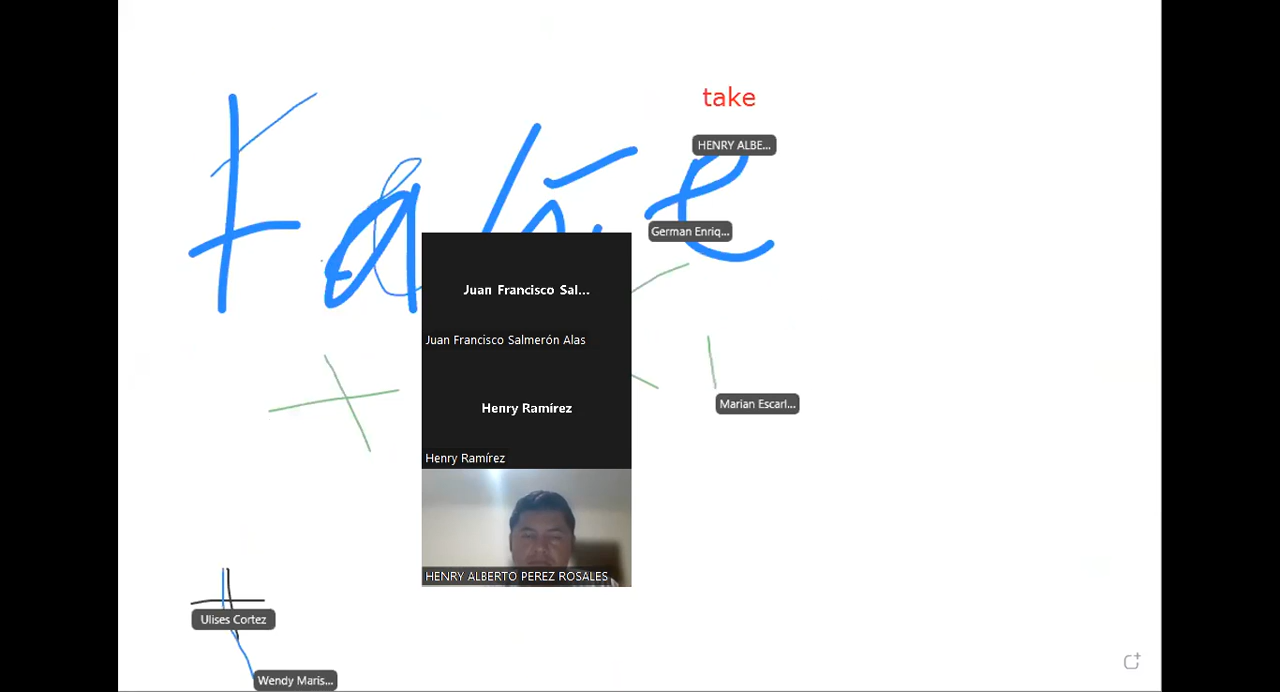 take
HENRY ALBE...
German Enriq...
Juan Francisco Sal...
Juan Francisco Salmerón Alas
Marian Escarl...
Henry Ramírez
Henry Ramírez
HENRY ALBERTO PEREZ ROSALES
Ulises Cortez
Wendy Maris...